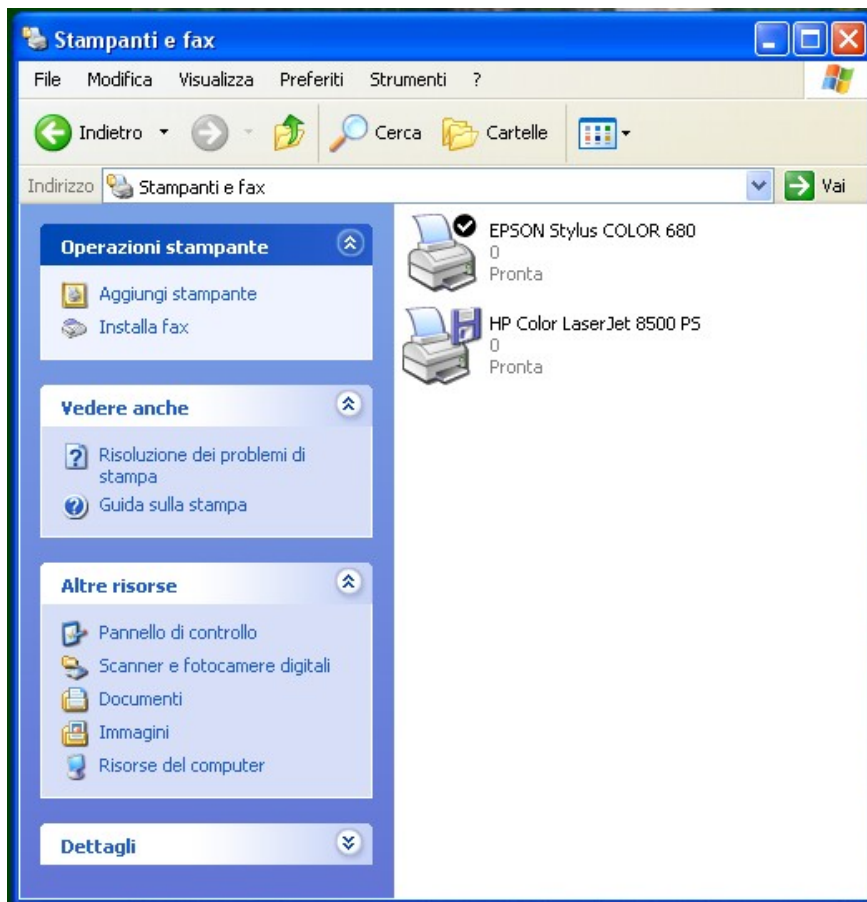 Stampanti e fax
File Modifica Visualizza Preferiti Strumenti ?
Indietro Cerca Cartelle
Indirizzo Stampanti e fax Vai
Operazioni stampante
Aggiungi stampante
Installa fax
Vedere anche
Risoluzione dei problemi di
stampa
Guida sulla stampa
Altre risorse
Pannello di controllo
Scanner e fotocamere digitali
Documenti
Immagini
Risorse del computer
Dettagli
EPSON Stylus COLOR 680
0
Pronta
HP Color LaserJet 8500 PS
0
Pronta